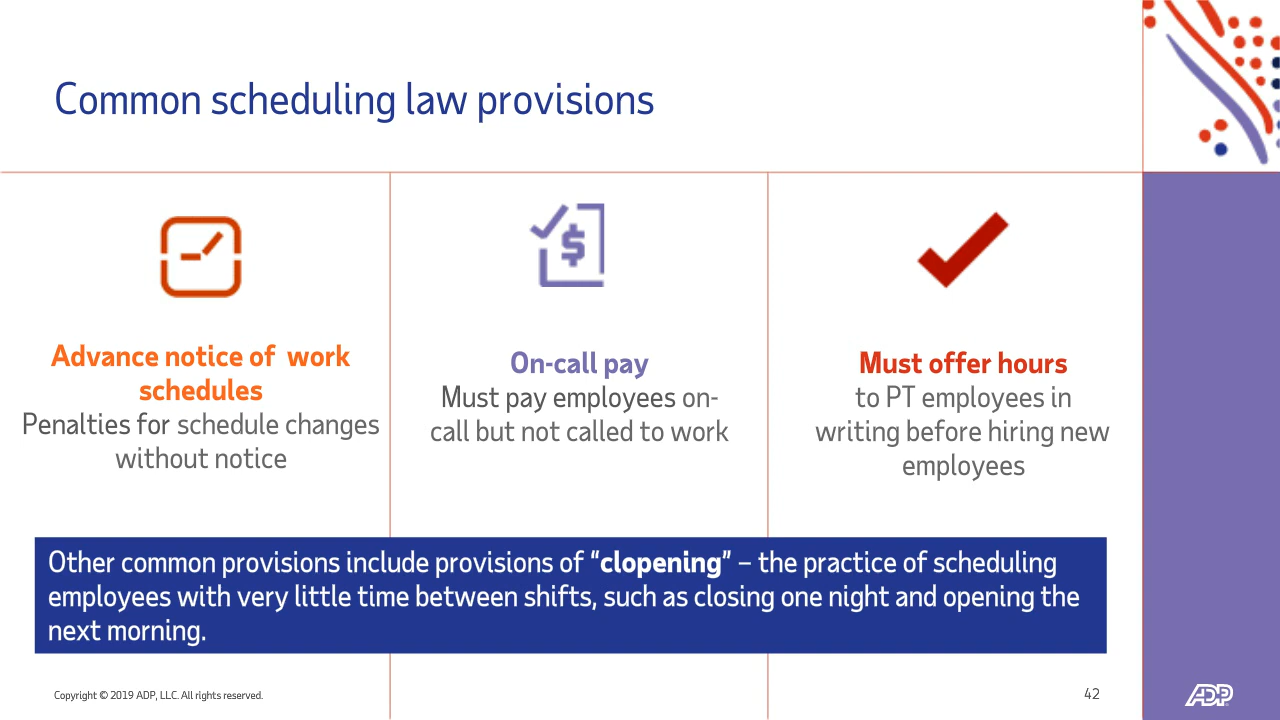 Common scheduling law provisions
Advance notice of work
schedules
Penalties for schedule changes
without notice
$
On-call pay
Must pay employees on-
call but not called to work
Must offer hours
to PT employees in
writing before hiring new
employees
Other common provisions include provisions of “clopening” – the practice of scheduling
employees with very little time between shifts, such as closing one night and opening the
next morning.
Copyright © 2019 ADP, LLC. All rights reserved.
42
ADP